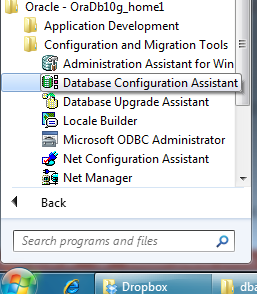 Oracle - OraDb10g_home1
Application Development
Configuration and Migration Tools
Administration Assistant for Win
Database Configuration Assistant
Database Upgrade Assistant
Locale Builder
Microsoft ODBC Administrator
Net Configuration Assistant
Net Manager
Back
Search programs and files
Dropbox
dba